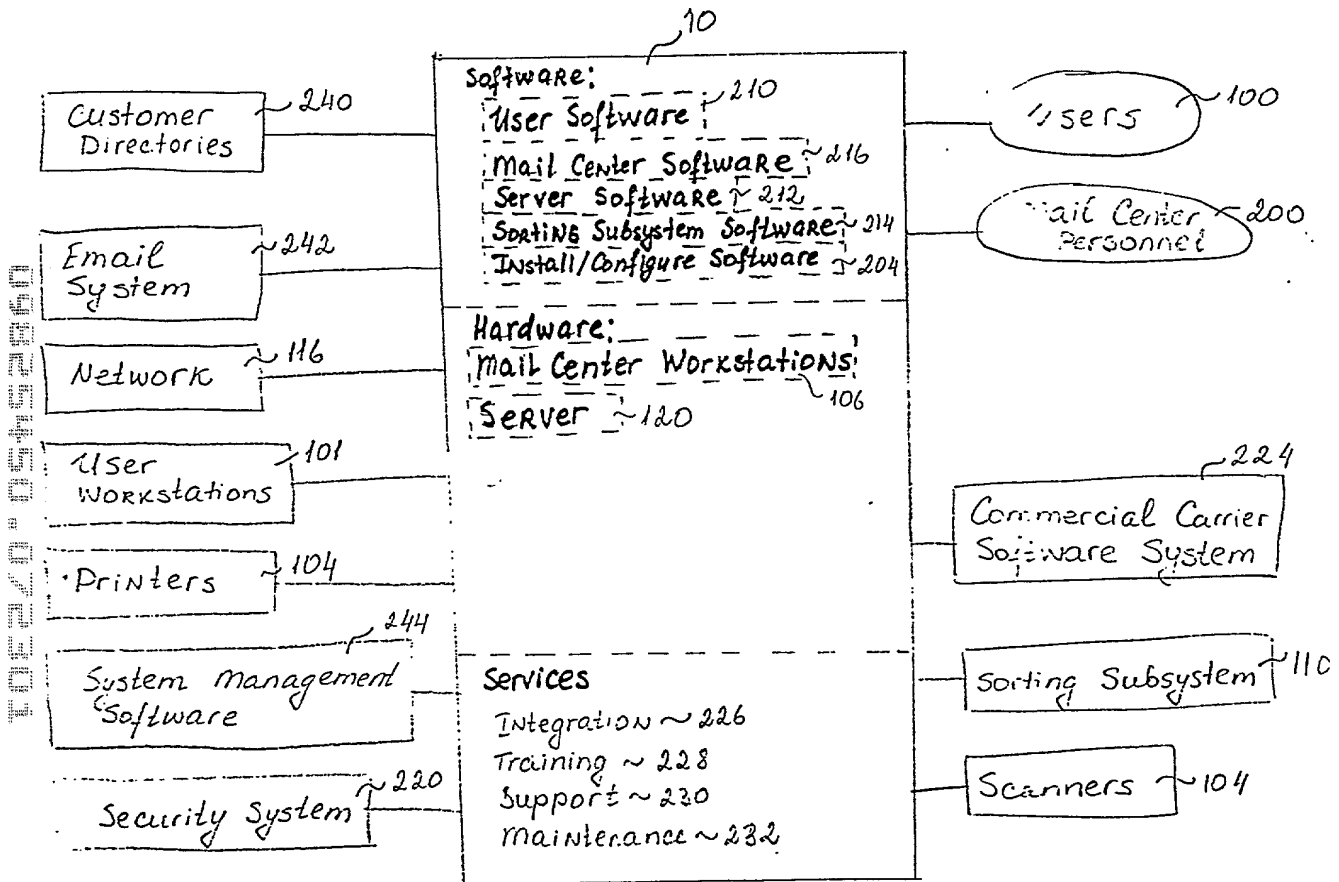 10
Software:
User Software
210
Mail Center Software
216
Server Software
212
Sorting Subsystem Software
214
Install/Configure Software
204
Hardware:
Mail Center Workstations
106
Server
120
Services
Integration ~ 226
Training ~ 228
Support ~ 230
Maintenance ~ 232
Customer
Directories
240
Email
System
242
Network
116
User
Workstations
101
Printers
104
System Management
Software
244
Security System
220
Users
100
Mail Center
Personnel
200
Commercial Carrier
Software System
224
Sorting Subsystem
110
Scanners
104